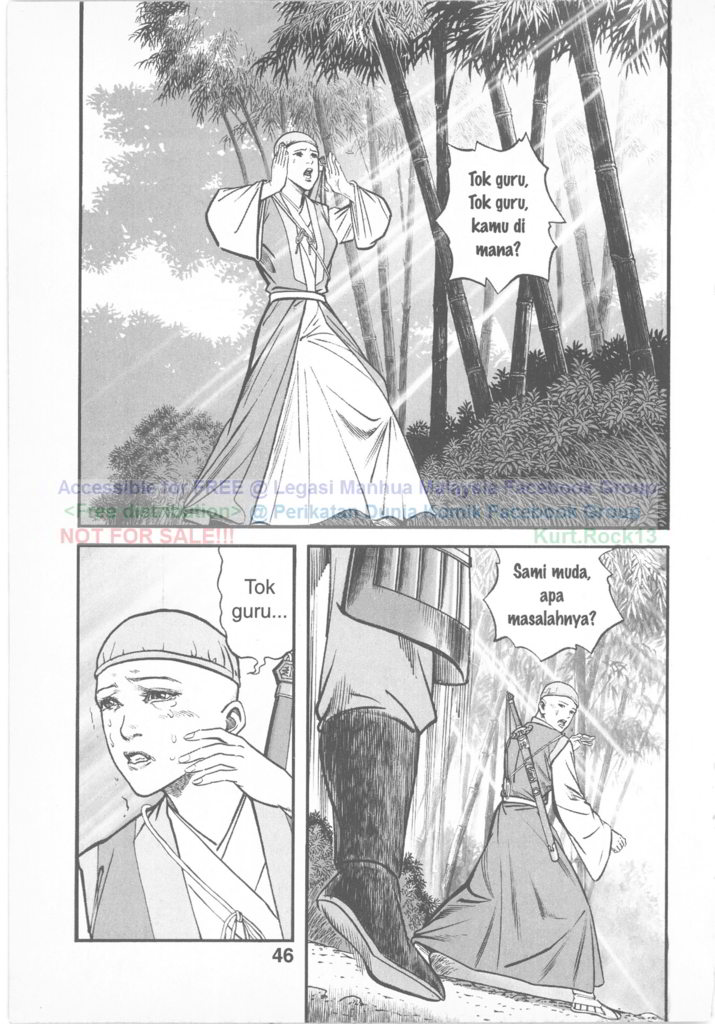 Tok guru,
Tok guru,
kamu di
mana?
Accessible for FREE @ Legasi Manhua Malaysia Facebook Group
<Free distribution> @ Perikatan Dunia Komik Facebook Group
NOT FOR SALE!!! Kurt.Rock13
Tok
guru...
Sami muda,
apa
masalahnya?
46